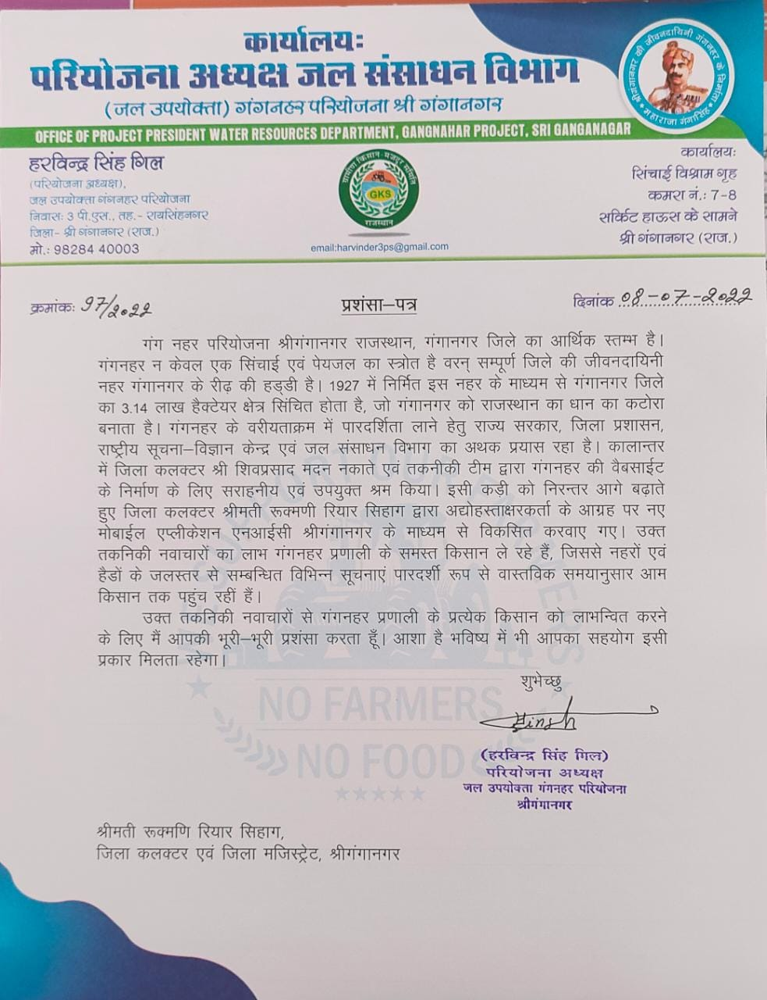 कार्यालयः
परियोजना अध्यक्ष जल संसाधन विभाग
(जल उपयोक्ता) गंगनहर परियोजना श्री गंगानगर
OFFICE OF PROJECT PRESIDENT WATER RESOURCES DEPARTMENT, GANGNAHAR PROJECT, SRI GANGANAGAR
श्रीगंगानगर की जीवनदायिनी गंगनहर के निर्माता
महाराजा गंगासिंह
हरविन्द्र सिंह गिल
(परियोजना अध्यक्ष),
जल उपयोक्ता गंगनहर परियोजना
निवासः 3 पी.एस., तह.- रायसिंहनगर
जिला- श्री गंगानगर (राज.)
मो.: 98284 40003
ग्रामीण किसान मजदूर समिति
GKS
राजस्थान
email:harvinder3ps@gmail.com
कार्यालयः
सिंचाई विश्राम गृह
कमरा नं.: 7-8
सर्किट हाऊस के सामने
श्री गंगानगर (राज.)
क्रमांकः 97/2022
प्रशंसा–पत्र
दिनांक 08-07-2022
गंग नहर परियोजना श्रीगंगानगर राजस्थान, गंगानगर जिले का आर्थिक स्तम्भ है।
गंगनहर न केवल एक सिंचाई एवं पेयजल का स्त्रोत है वरन् सम्पूर्ण जिले की जीवनदायिनी
नहर गंगानगर के रीढ़ की हड्डी है। 1927 में निर्मित इस नहर के माध्यम से गंगानगर जिले
का 3.14 लाख हैक्टेयर क्षेत्र सिंचित होता है, जो गंगानगर को राजस्थान का धान का कटोरा
बनाता है। गंगनहर के वरीयताक्रम में पारदर्शिता लाने हेतु राज्य सरकार, जिला प्रशासन,
राष्ट्रीय सूचना–विज्ञान केन्द्र एवं जल संसाधन विभाग का अथक प्रयास रहा है। कालान्तर
में जिला कलक्टर श्री शिवप्रसाद मदन नकाते एवं तकनीकी टीम द्वारा गंगनहर की वैबसाईट
के निर्माण के लिए सराहनीय एवं उपयुक्त श्रम किया। इसी कड़ी को निरन्तर आगे बढ़ाते
हुए जिला कलक्टर श्रीमती रूक्मणी रियार सिहाग द्वारा अद्योहस्ताक्षरकर्ता के आग्रह पर नए
मोबाईल एप्लीकेशन एनआईसी श्रीगंगानगर के माध्यम से विकसित करवाए गए। उक्त
तकनिकी नवाचारों का लाभ गंगनहर प्रणाली के समस्त किसान ले रहे हैं, जिससे नहरों एवं
हैडों के जलस्तर से सम्बन्धित विभिन्न सूचनाएं पारदर्शी रूप से वास्तविक समयानुसार आम
किसान तक पहुंच रहीं हैं।
उक्त तकनिकी नवाचारों से गंगनहर प्रणाली के प्रत्येक किसान को लाभन्वित करने
के लिए मैं आपकी भूरी–भूरी प्रशंसा करता हूँ। आशा है भविष्य में भी आपका सहयोग इसी
प्रकार मिलता रहेगा।
SUPPORT OUR FARMERS
NO FARMERS
NO FOOD
शुभेच्छु
(हरविन्द्र सिंह गिल)
परियोजना अध्यक्ष
जल उपयोक्ता गंगनहर परियोजना
श्रीगंगानगर
श्रीमती रूक्मणि रियार सिहाग,
जिला कलक्टर एवं जिला मजिस्ट्रेट, श्रीगंगानगर